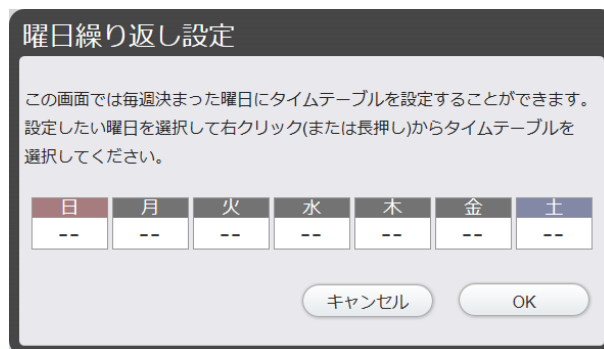 曜日繰り返し設定
この画面では毎週決まった曜日にタイムテーブルを設定することができます。
設定したい曜日を選択して右クリック(または長押し)からタイムテーブルを
選択してください。
日 月 火 水 木 金 土
-- -- -- -- -- -- --
キャンセル OK